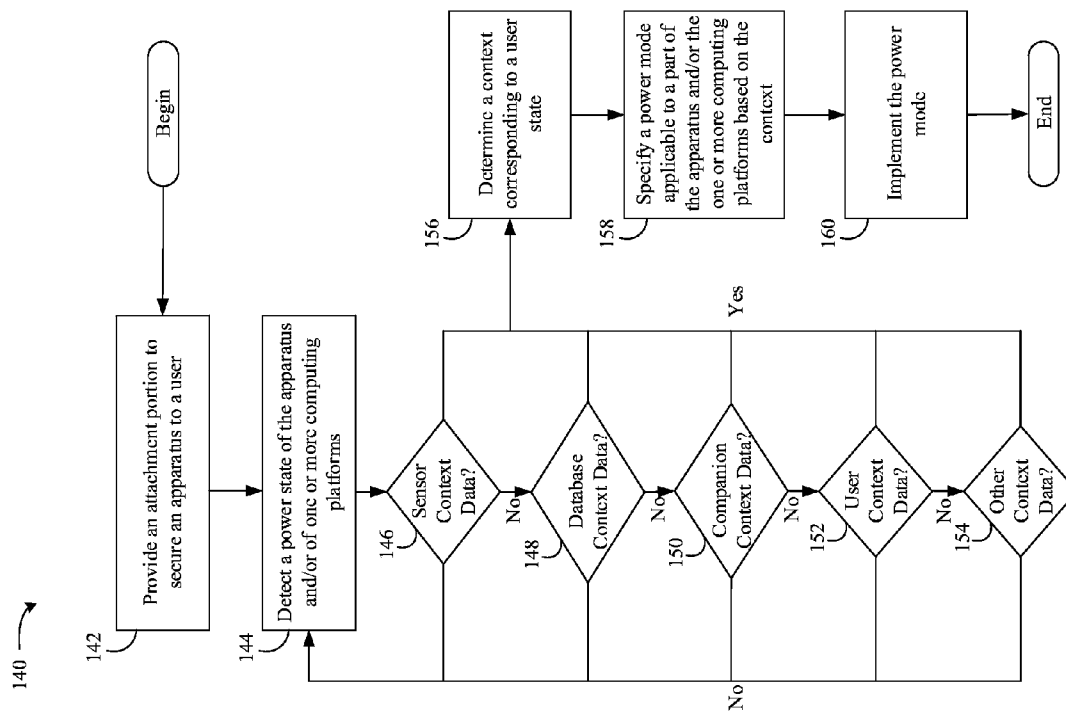 140
Begin
142
Provide an attachment portion to
secure an apparatus to a user
144
Detect a power state of the apparatus
and/or of one or more computing
platforms
146
Sensor
Context
Data?
No
148
Database
Context Data?
No
150
Companion
Context Data?
No
152
User
Context
Data?
No
154
Other
Context
Data?
No
Yes
156
Determine a context
corresponding to a user
state
158
Specify a power mode
applicable to a part of
the apparatus and/or the
one or more computing
platforms based on the
context
160
Implement the power
mode
End